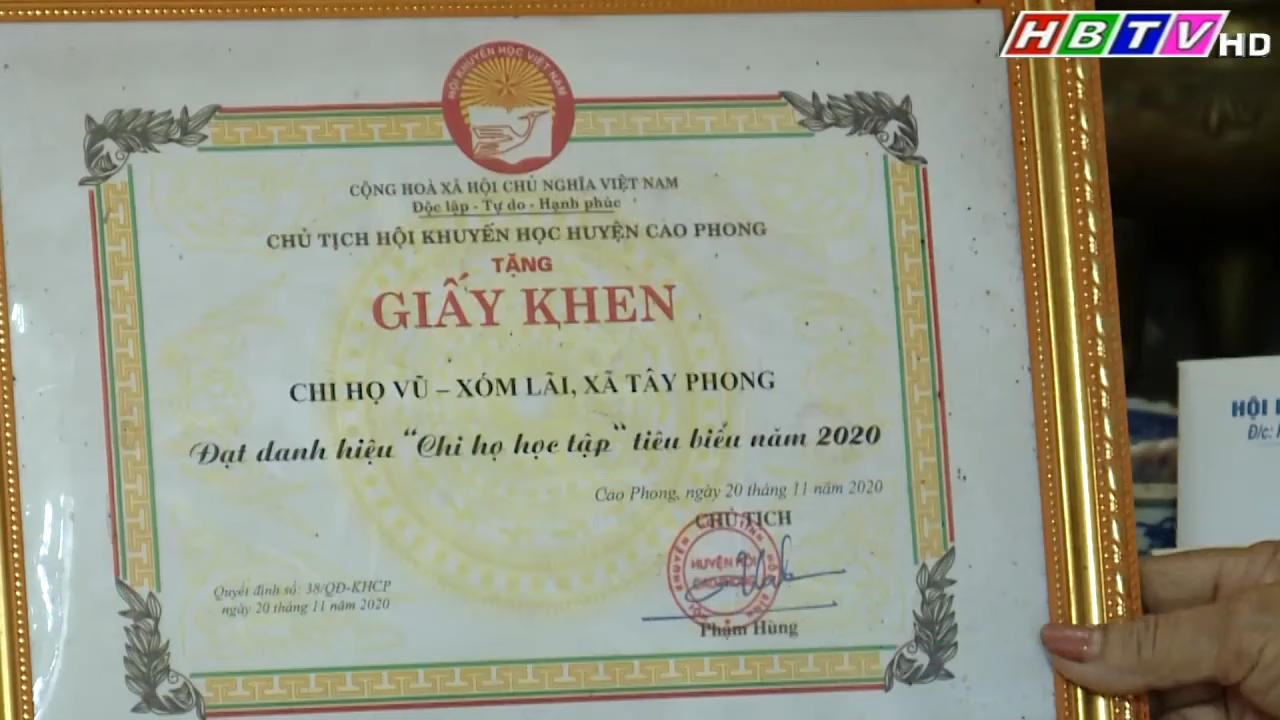 HBTV HD
HỘI KHUYẾN HỌC VIỆT NAM
CỘNG HOÀ XÃ HỘI CHỦ NGHĨA VIỆT NAM
Độc lập - Tự do - Hạnh phúc
CHỦ TỊCH HỘI KHUYẾN HỌC HUYỆN CAO PHONG
TẶNG
GIẤY KHEN
CHI HỌ VŨ – XÓM LÃI, XÃ TÂY PHONG
Đạt danh hiệu “Chi họ học tập“ tiêu biểu năm 2020
Cao Phong, ngày 20 tháng 11 năm 2020
CHỦ TỊCH
HUYỆN HỘI
CAO PHONG
Quyết định số: 38/QĐ-KHCP
ngày 20 tháng 11 năm 2020
Phạm Hùng
HỘI
Đ/c: